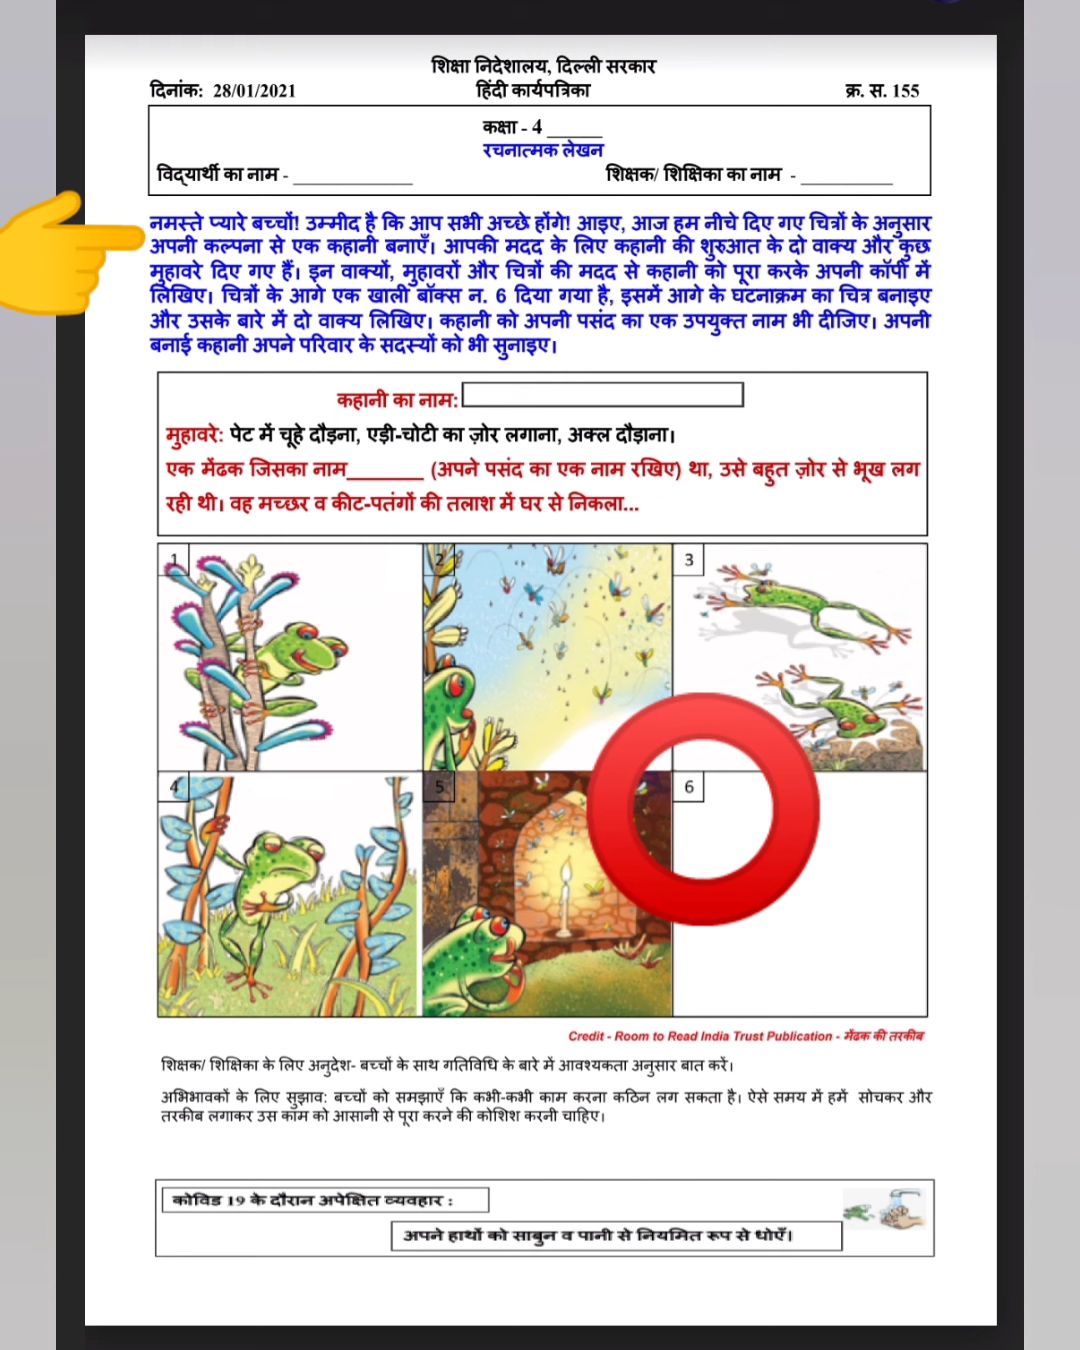 शिक्षा निदेशालय, दिल्ली सरकार
दिनांक: 28/01/2021 हिंदी कार्यपत्रिका क्र. स. 155
कक्षा - 4 ______
रचनात्मक लेखन
विद्यार्थी का नाम - _____________ शिक्षक/ शिक्षिका का नाम - __________
नमस्ते प्यारे बच्चों! उम्मीद है कि आप सभी अच्छे होंगे! आइए, आज हम नीचे दिए गए चित्रों के अनुसार
अपनी कल्पना से एक कहानी बनाएँ। आपकी मदद के लिए कहानी की शुरुआत के दो वाक्य और कुछ
मुहावरे दिए गए हैं। इन वाक्यों, मुहावरों और चित्रों की मदद से कहानी को पूरा करके अपनी कॉपी में
लिखिए। चित्रों के आगे एक खाली बॉक्स न. 6 दिया गया है, इसमें आगे के घटनाक्रम का चित्र बनाइए
और उसके बारे में दो वाक्य लिखिए। कहानी को अपनी पसंद का एक उपयुक्त नाम भी दीजिए। अपनी
बनाई कहानी अपने परिवार के सदस्यों को भी सुनाइए।
कहानी का नाम:
मुहावरे: पेट में चूहे दौड़ना, एड़ी-चोटी का ज़ोर लगाना, अक्ल दौड़ाना।
एक मेंढक जिसका नाम_______ (अपने पसंद का एक नाम रखिए) था, उसे बहुत ज़ोर से भूख लग
रही थी। वह मच्छर व कीट-पतंगों की तलाश में घर से निकला...
1 2 3
4 5 6
Credit - Room to Read India Trust Publication - मेंढक की तरकीब
शिक्षक/ शिक्षिका के लिए अनुदेश- बच्चों के साथ गतिविधि के बारे में आवश्यकता अनुसार बात करें।
अभिभावकों के लिए सुझाव: बच्चों को समझाएँ कि कभी-कभी काम करना कठिन लग सकता है। ऐसे समय में हमें सोचकर और
तरकीब लगाकर उस काम को आसानी से पूरा करने की कोशिश करनी चाहिए।
कोविड 19 के दौरान अपेक्षित व्यवहार :
अपने हाथों को साबुन व पानी से नियमित रूप से धोएँ।